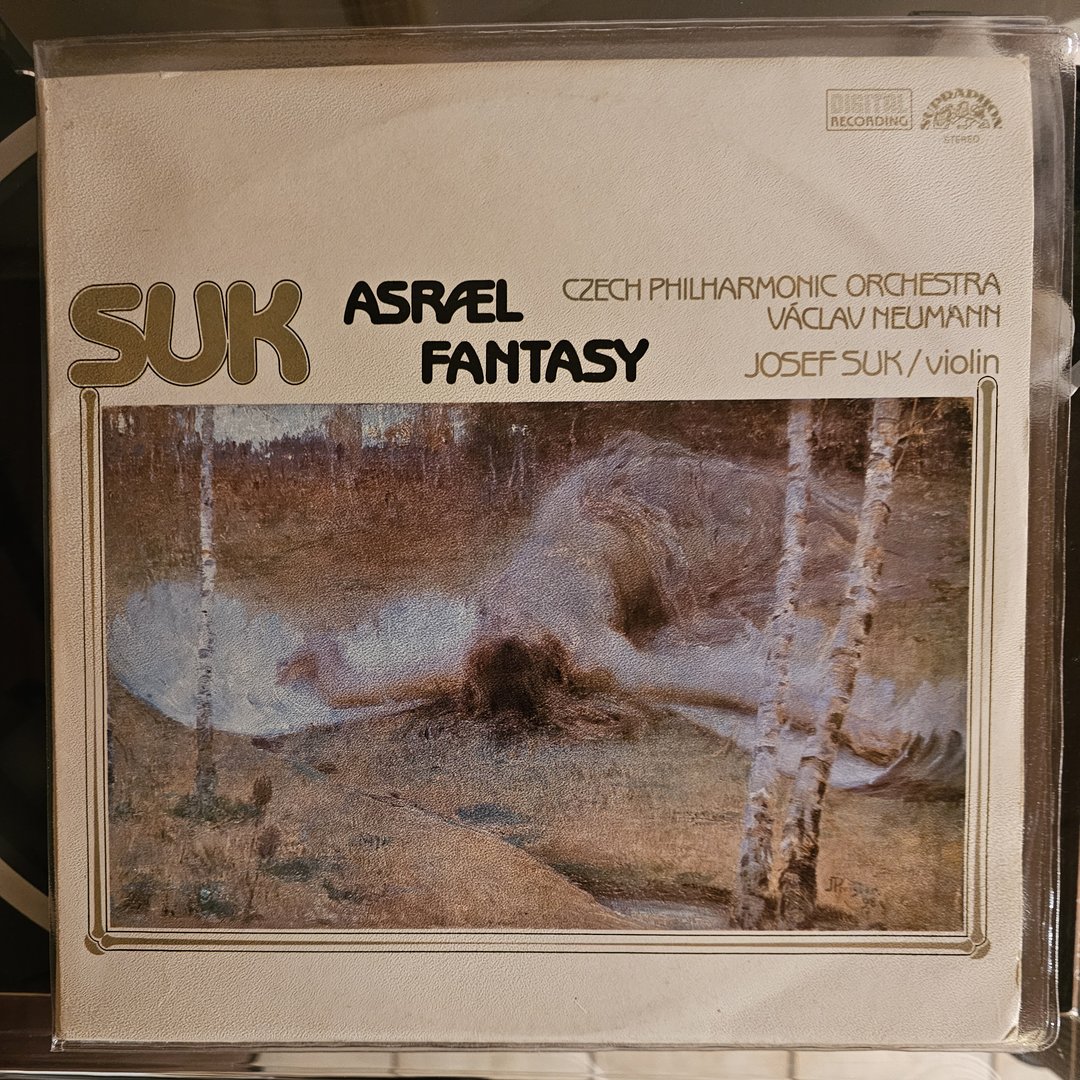 DIGITAL
RECORDING
SUPRAPHON
STEREO
SUK
ASRÆL
FANTASY
CZECH PHILHARMONIC ORCHESTRA
VÁCLAV NEUMANN
JOSEF SUK/violin